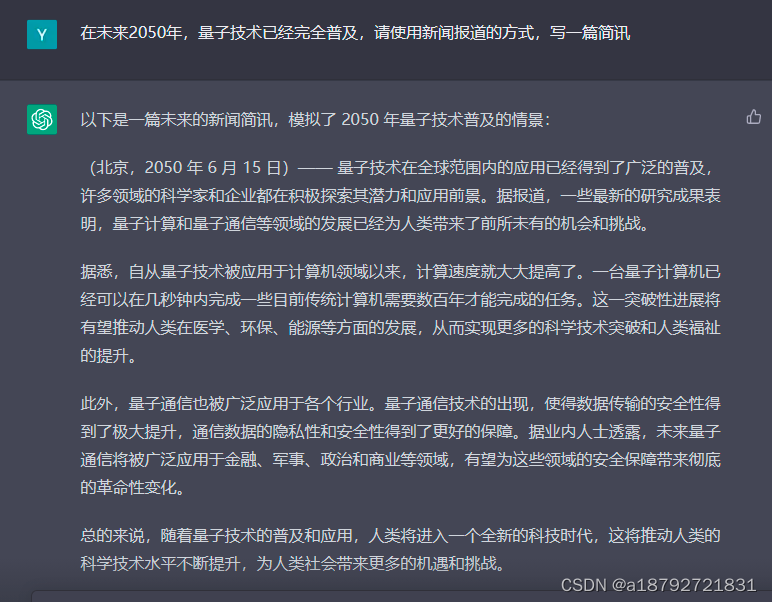 Y
在未来2050年，量子技术已经完全普及，请使用新闻报道的方式，写一篇简讯
以下是一篇未来的新闻简讯，模拟了 2050 年量子技术普及的情景：
（北京，2050 年 6 月 15 日）—— 量子技术在全球范围内的应用已经得到了广泛的普及，
许多领域的科学家和企业都在积极探索其潜力和应用前景。据报道，一些最新的研究成果表
明，量子计算和量子通信等领域的发展已经为人类带来了前所未有的机会和挑战。
据悉，自从量子技术被应用于计算机领域以来，计算速度就大大提高了。一台量子计算机已
经可以在几秒钟内完成一些目前传统计算机需要数百年才能完成的任务。这一突破性进展将
有望推动人类在医学、环保、能源等方面的发展，从而实现更多的科学技术突破和人类福祉
的提升。
此外，量子通信也被广泛应用于各个行业。量子通信技术的出现，使得数据传输的安全性得
到了极大提升，通信数据的隐私性和安全性得到了更好的保障。据业内人士透露，未来量子
通信将被广泛应用于金融、军事、政治和商业等领域，有望为这些领域的安全保障带来彻底
的革命性变化。
总的来说，随着量子技术的普及和应用，人类将进入一个全新的科技时代，这将推动人类的
科学技术水平不断提升，为人类社会带来更多的机遇和挑战。
CSDN @a18792721831